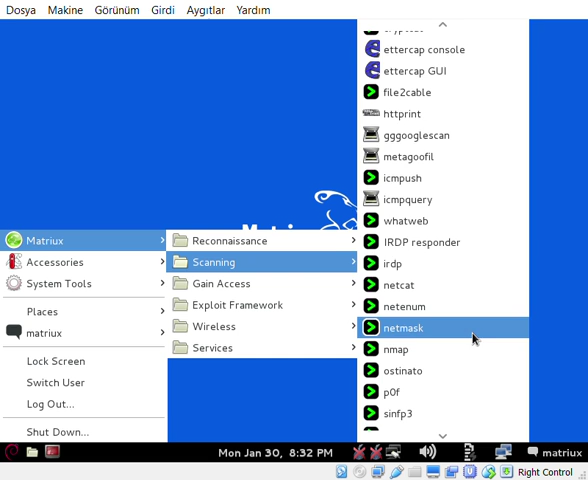 Dosya Makine Görünüm Girdi Aygıtlar Yardım
ettercap console
ettercap GUI
file2cable
httprint
gggooglescan
metagoofil
icmpush
icmpquery
whatweb
IRDP responder
irdp
netcat
netenum
netmask
nmap
ostinato
p0f
sinfp3
Matriux
Accessories
System Tools
Places
matriux
Lock Screen
Switch User
Log Out...
Shut Down...
Reconnaissance
Scanning
Gain Access
Exploit Framework
Wireless
Services
Mon Jan 30, 8:32 PM
matriux
Right Control